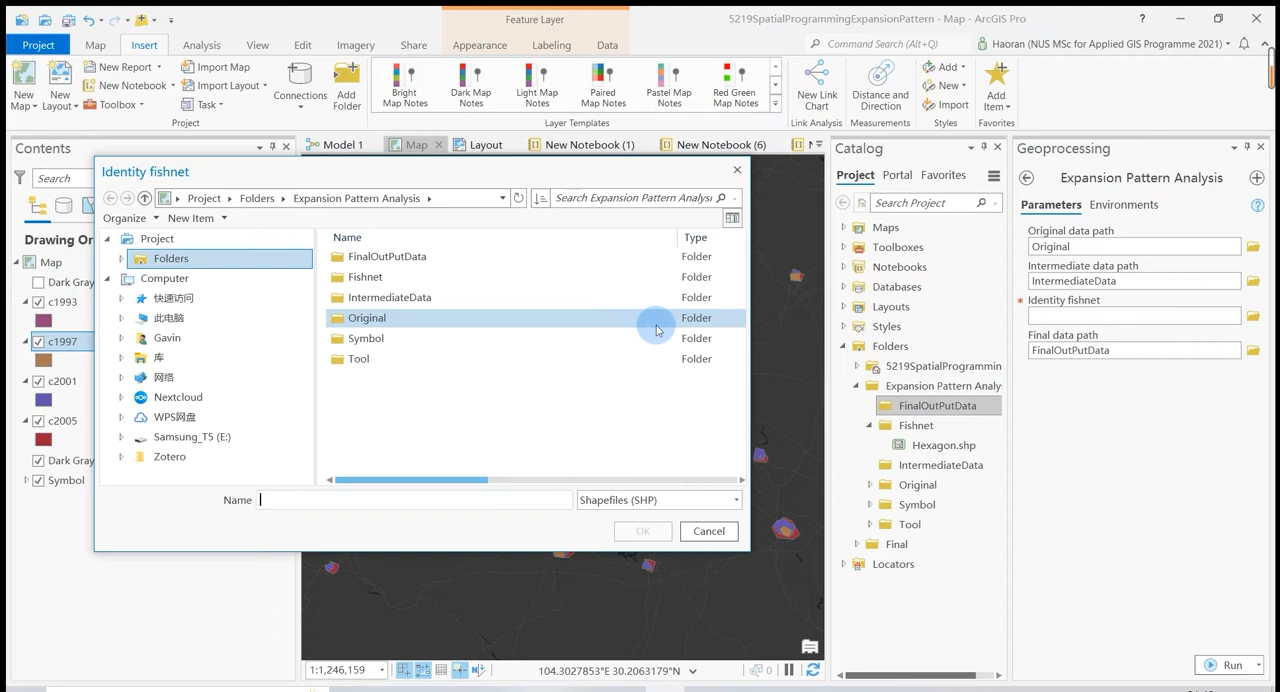 Feature Layer
5219SpatialProgrammingExpansionPattern - Map - ArcGIS Pro
?
Project Map Insert Analysis View Edit Imagery Share Appearance Labeling Data
Command Search (Alt+Q)
Haoran (NUS MSc for Applied GIS Programme 2021)
New Map
New Layout
New Report
New Notebook
Toolbox
Import Map
Import Layout
Task
Connections
Add Folder
Project
Bright Map Notes
Dark Map Notes
Light Map Notes
Paired Map Notes
Pastel Map Notes
Red Green Map Notes
Layer Templates
New Link Chart
Link Analysis
Distance and Direction
Measurements
Add
New
Import
Styles
Add Item
Favorites
Contents
Search
Drawing Or
Map
Dark Gray
c1993
c1997
c2001
c2005
Dark Gray
Symbol
Model 1
Map
Layout
New Notebook (1)
New Notebook (6)
Identity fishnet
Project Folders Expansion Pattern Analysis
Search Expansion Pattern Analysis
Organize New Item
Project
Folders
Computer
快速访问
此电脑
Gavin
库
网络
Nextcloud
WPS网盘
Samsung_T5 (E:)
Zotero
Name Type
FinalOutPutData Folder
Fishnet Folder
IntermediateData Folder
Original Folder
Symbol Folder
Tool Folder
Name
Shapefiles (SHP)
OK
Cancel
1:1,246,159
104.3027853°E 30.2063179°N
0
Catalog
Project Portal Favorites
Search Project
Maps
Toolboxes
Notebooks
Databases
Layouts
Styles
Folders
5219SpatialProgrammin
Expansion Pattern Analy
FinalOutPutData
Fishnet
Hexagon.shp
IntermediateData
Original
Symbol
Tool
Final
Locators
Geoprocessing
Expansion Pattern Analysis
Parameters Environments
?
Original data path
Original
Intermediate data path
IntermediateData
* Identity fishnet
Final data path
FinalOutPutData
Run